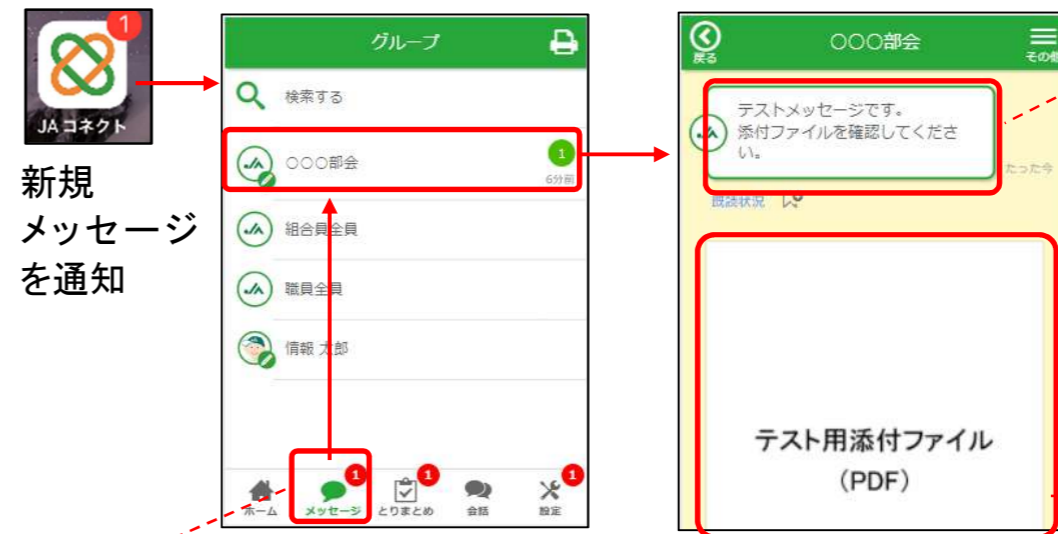 1
JA コネクト
新規
メッセージ
を通知
グループ
検索する
〇〇〇部会
1
6分前
組合員全員
職員全員
情報 太郎
1
1
1
ホーム
メッセージ
とりまとめ
会話
設定
戻る
〇〇〇部会
その他
テストメッセージです。
添付ファイルを確認してくださ
い。
たった今
既読状況
テスト用添付ファイル
（PDF）